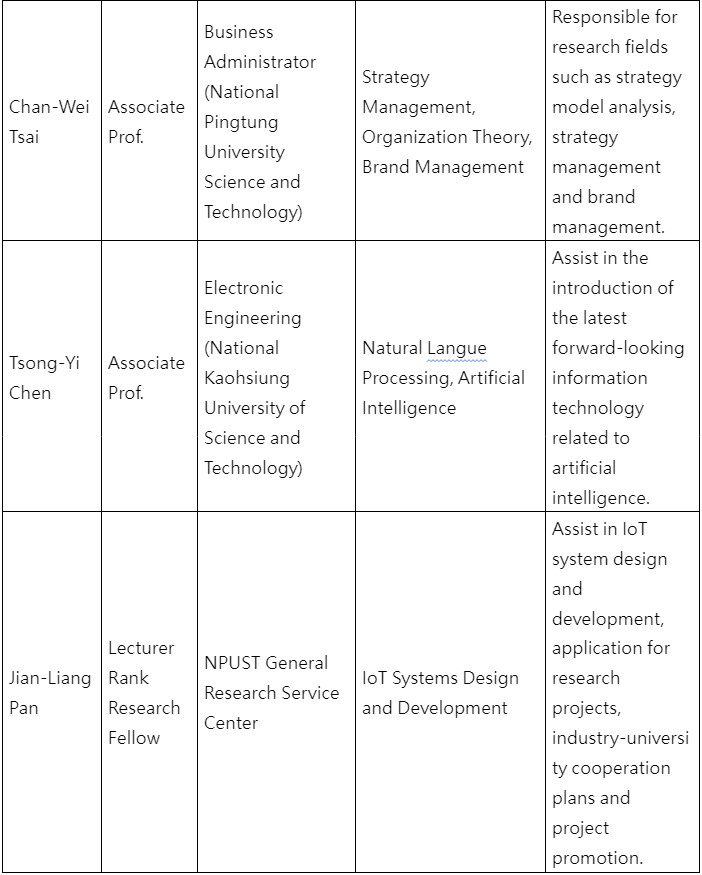 Chan-Wei
Tsai
Associate
Prof.
Business
Administrator
(National
Pingtung
University
Science and
Technology)
Strategy
Management,
Organization Theory,
Brand Management
Responsible for
research fields
such as strategy
model analysis,
strategy
management
and brand
management.
Tsong-Yi
Chen
Associate
Prof.
Electronic
Engineering
(National
Kaohsiung
University of
Science and
Technology)
Natural Langue
Processing, Artificial
Intelligence
Assist in the
introduction of
the latest
forward-looking
information
technology
related to
artificial
intelligence.
Jian-Liang
Pan
Lecturer
Rank
Research
Fellow
NPUST General
Research Service
Center
IoT Systems Design
and Development
Assist in IoT
system design
and
development,
application for
research
projects,
industry-universi
ty cooperation
plans and
project
promotion.